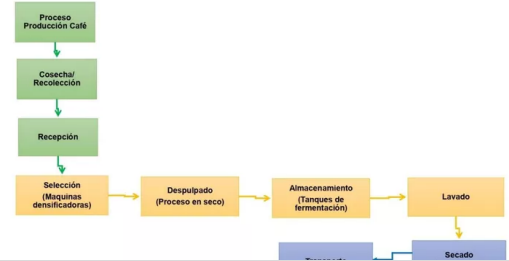 Proceso
Producción Café
Cosecha/
Recolección
Recepción
Selección
(Maquinas
densificadoras)
Despulpado
(Proceso en seco)
Almacenamiento
(Tanques de
fermentación)
Lavado
Secado